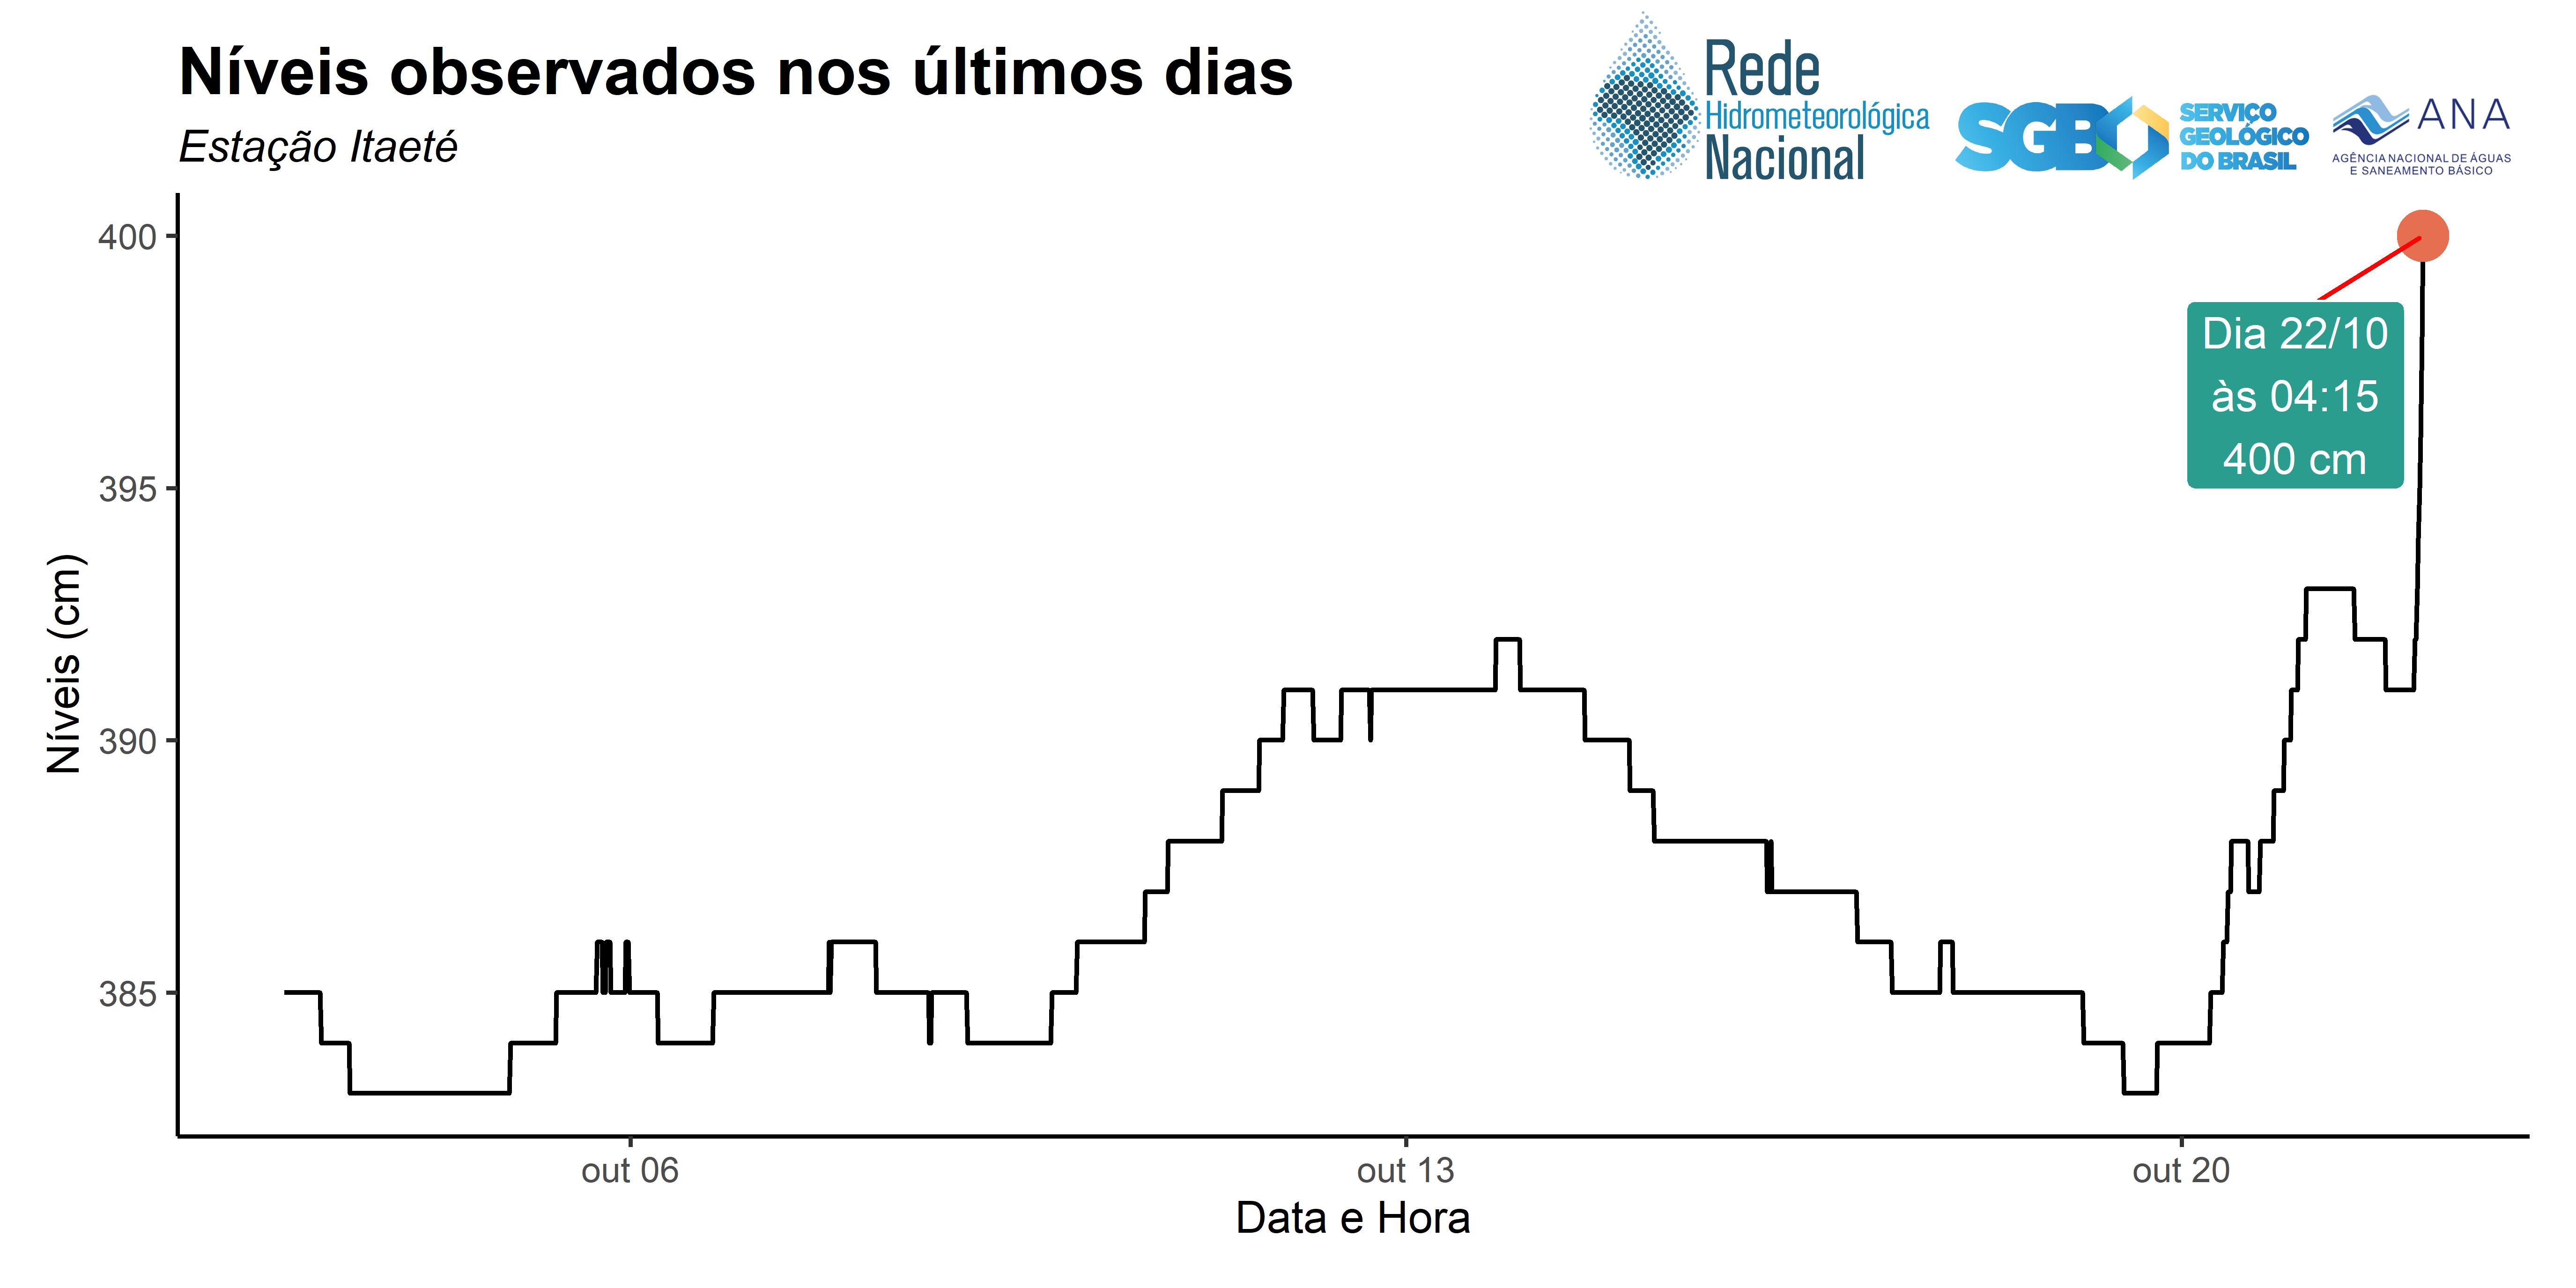 Níveis observados nos últimos dias
Estação Itaeté
Rede
Hidrometeorológica
Nacional
SGB
SERVIÇO
GEOLÓGICO
DO BRASIL
ANA
AGÊNCIA NACIONAL DE ÁGUAS
E SANEAMENTO BÁSICO
400
395
390
385
Níveis (cm)
Dia 22/10
às 04:15
400 cm
out 06
out 13
out 20
Data e Hora